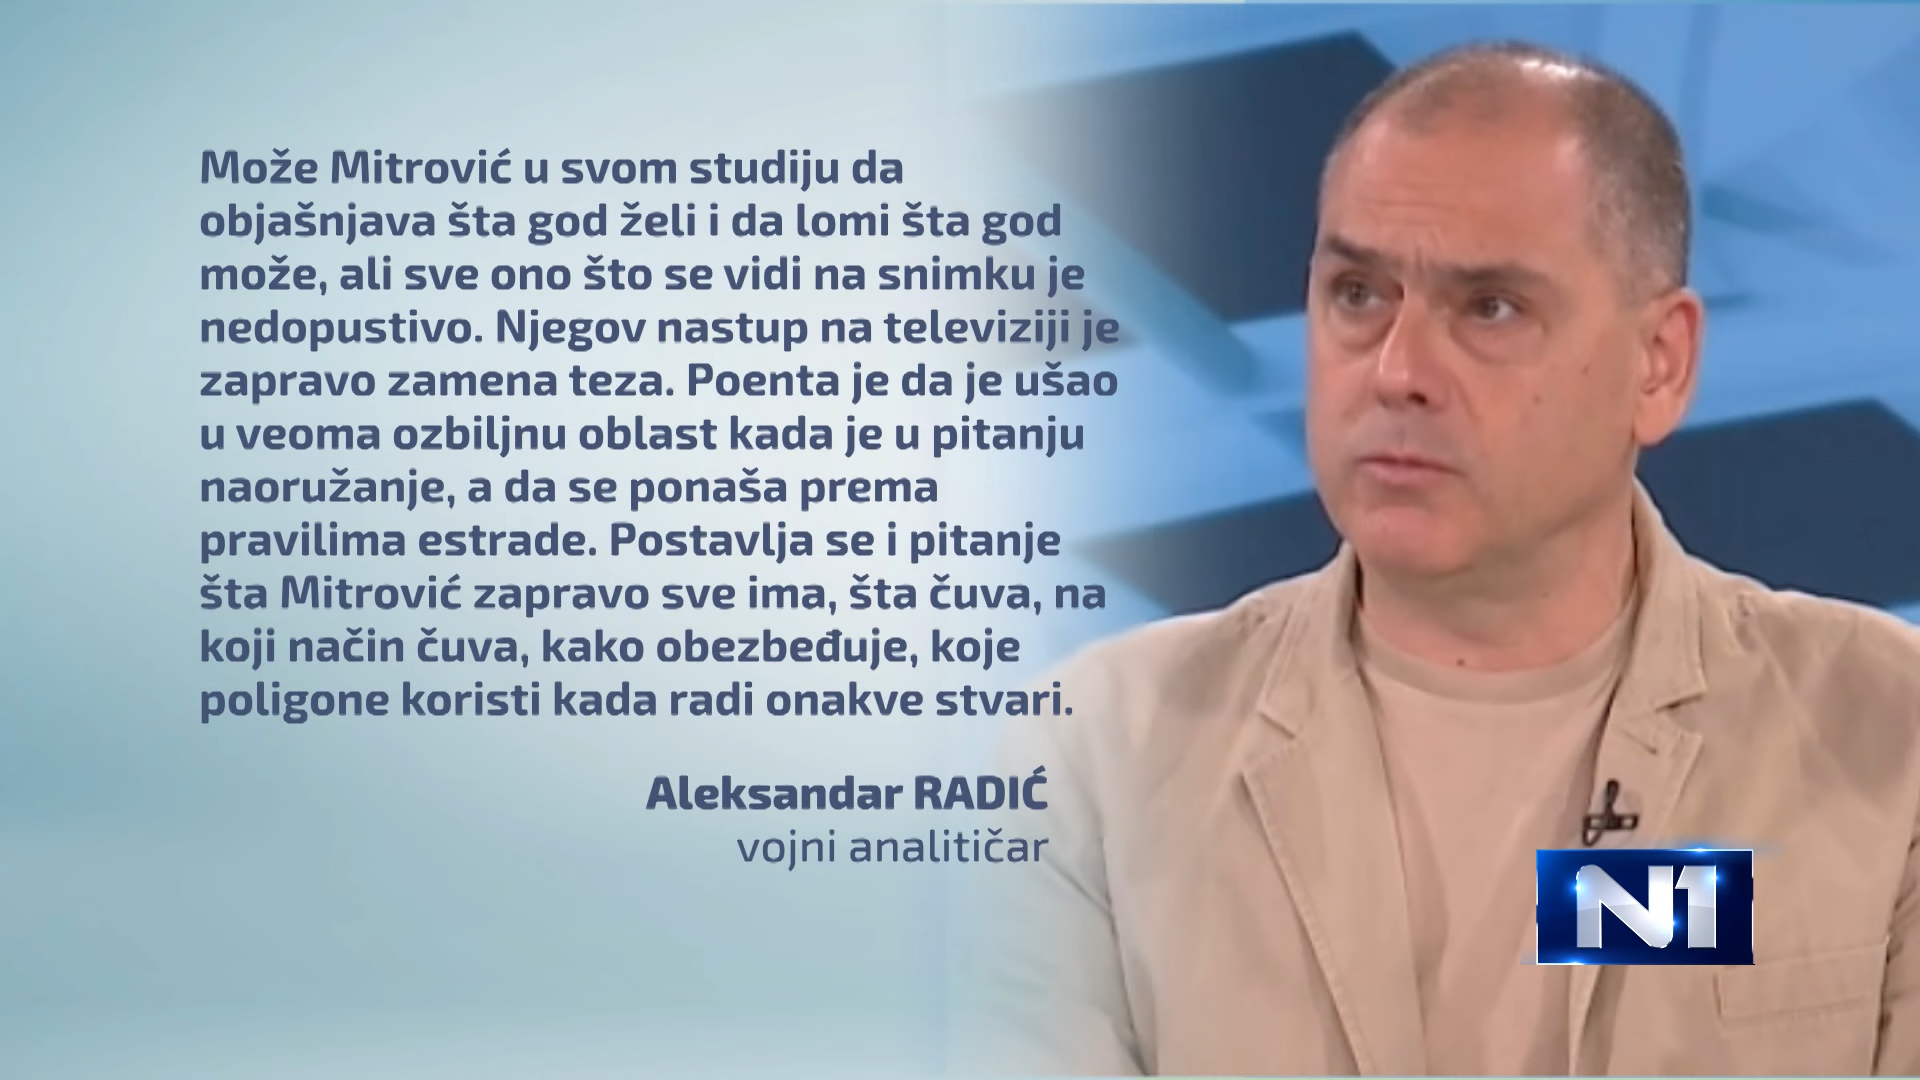 Može Mitrović u svom studiju da
objašnjava šta god želi i da lomi šta god
može, ali sve ono što se vidi na snimku je
nedopustivo. Njegov nastup na televiziji je
zapravo zamena teza. Poenta je da je ušao
u veoma ozbiljnu oblast kada je u pitanju
naoružanje, a da se ponaša prema
pravilima estrade. Postavlja se i pitanje
šta Mitrović zapravo sve ima, šta čuva, na
koji način čuva, kako obezbeđuje, koje
poligone koristi kada radi onakve stvari.
Aleksandar RADIĆ
vojni analitičar
N1